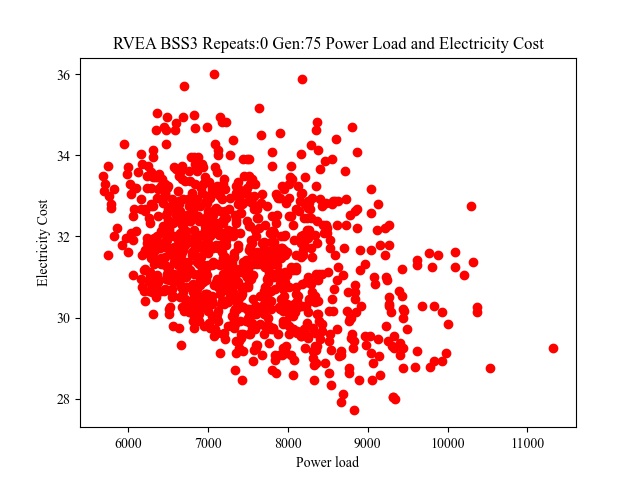 RVEA BSS3 Repeats:0 Gen:75 Power Load and Electricity Cost
36
34
32
30
28
Electricity Cost
6000 7000 8000 9000 10000 11000
Power load